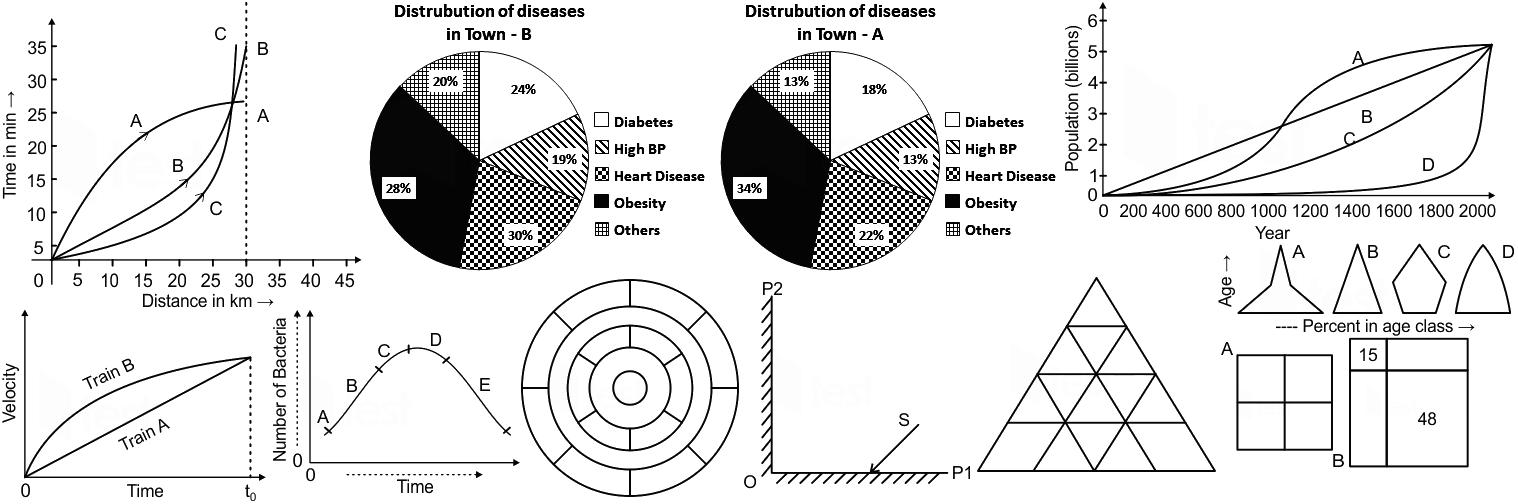 Time in min →
35
30
25
20
15
10
5
0
5
10
15
20
25
30
35
40
45
Distance in km →
A
B
C
C
B
A
Distrubution of diseases
in Town - B
20%
24%
19%
30%
28%
Diabetes
High BP
Heart Disease
Obesity
Others
Distrubution of diseases
in Town - A
13%
18%
13%
22%
34%
Diabetes
High BP
Heart Disease
Obesity
Others
Population (billions)
6
5
4
3
2
1
0
0 200 400 600 800 1000 1200 1400 1600 1800 2000
Year
A
B
C
D
Age →
A
B
C
D
---- Percent in age class →
Velocity
Train B
Train A
0
Time
t0
Number of Bacteria
0
0
Time
A
B
C
D
E
P2
S
O
P1
A
B
15
48